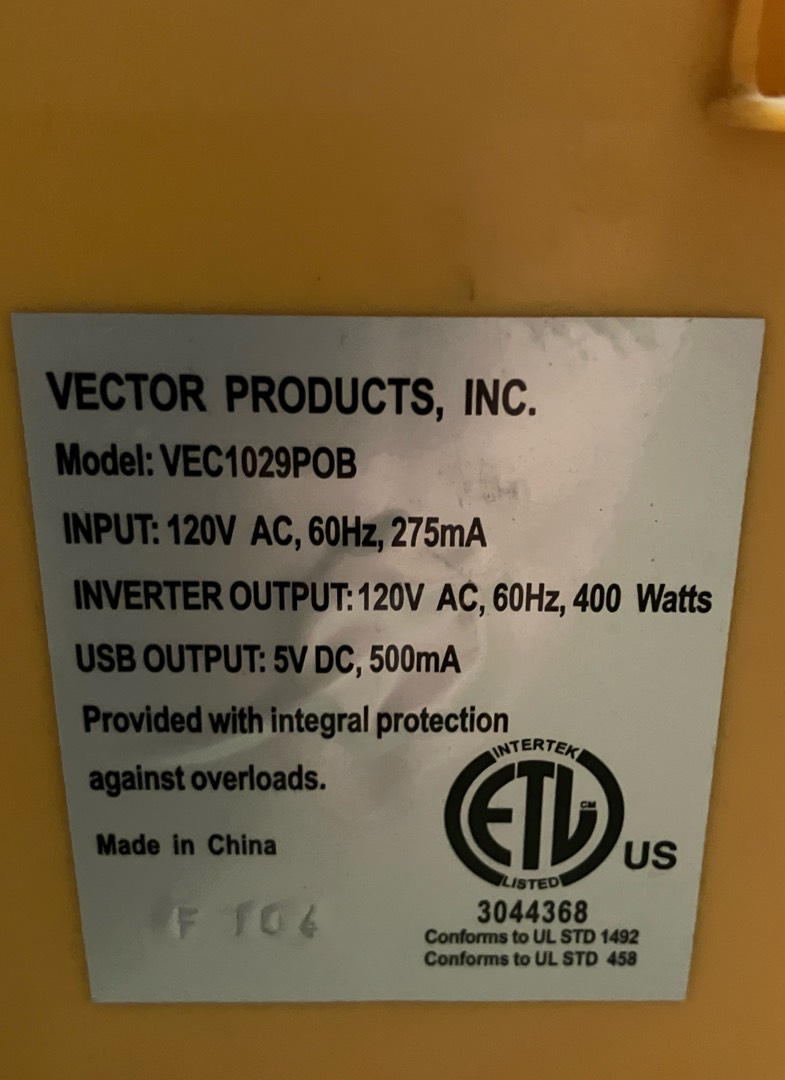 VECTOR PRODUCTS, INC.
Model: VEC1029POB
INPUT: 120V AC, 60Hz, 275mA
INVERTER OUTPUT: 120V AC, 60Hz, 400 Watts
USB OUTPUT: 5V DC, 500mA
Provided with integral protection
against overloads.
Made in China
INTERTEK
ETL CM
LISTED
US
3044368
Conforms to UL STD 1492
Conforms to UL STD 458